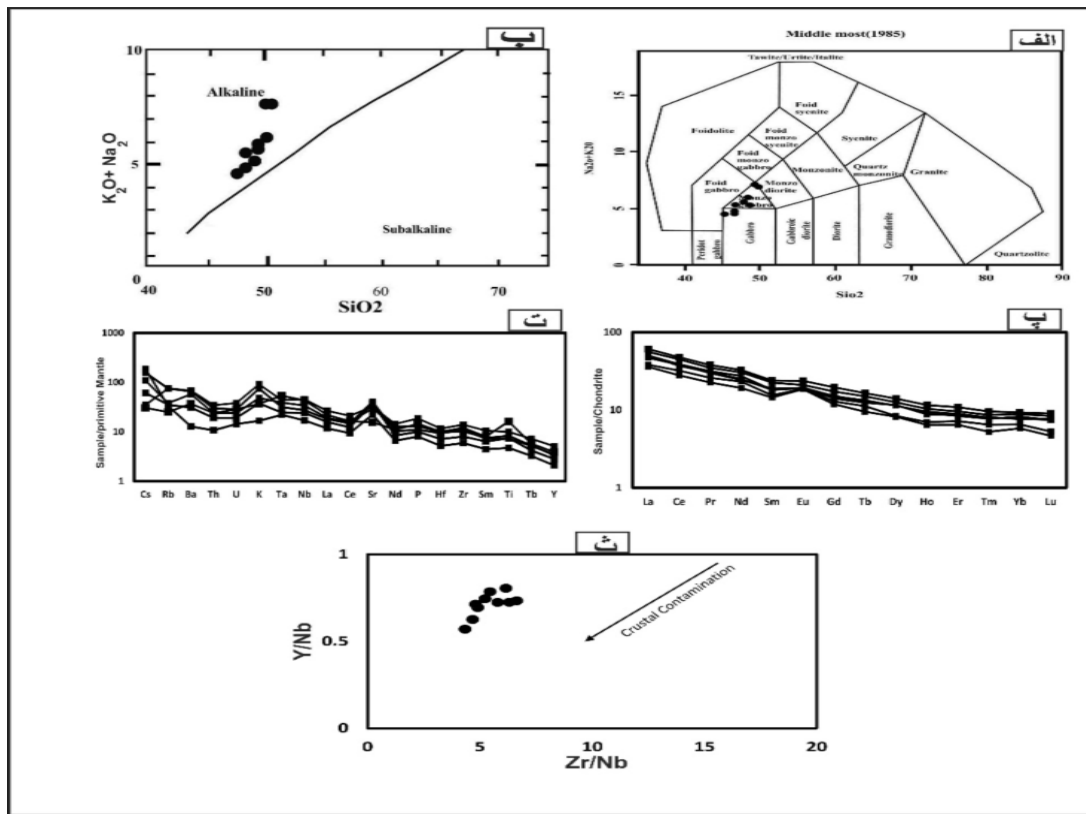 ب
10
Alkaline
K2O+ Na2O
5
Subalkaline
0
40
50
60
70
SiO2
الف
Middle most(1985)
Tawite/Urtite/Italite
15
Foid
syenite
Foidolite
Foid
monzo
syenite
Syenite
Na2o+K20
10
Foid
monzo
gabbro
Monzonite
Quartz
monzonite
Granite
Foid
gabbro
Monzo
diorite
5
Peridot
gabbro
Gabbro
Gabbroic
diorite
Diorite
Granodiorite
Quartzolite
0
40
50
60
70
80
90
Sio2
ت
1000
100
10
1
Sample/primitive Mantle
Cs Rb Ba Th U K Ta Nb La Ce Sr Nd P Hf Zr Sm Ti Tb Y
پ
100
10
1
Sample/Chondrite
La Ce Pr Nd Sm Eu Gd Tb Dy Ho Er Tm Yb Lu
ث
1
0.5
0
Y/Nb
Crustal Contamination
0 5 10 15 20
Zr/Nb